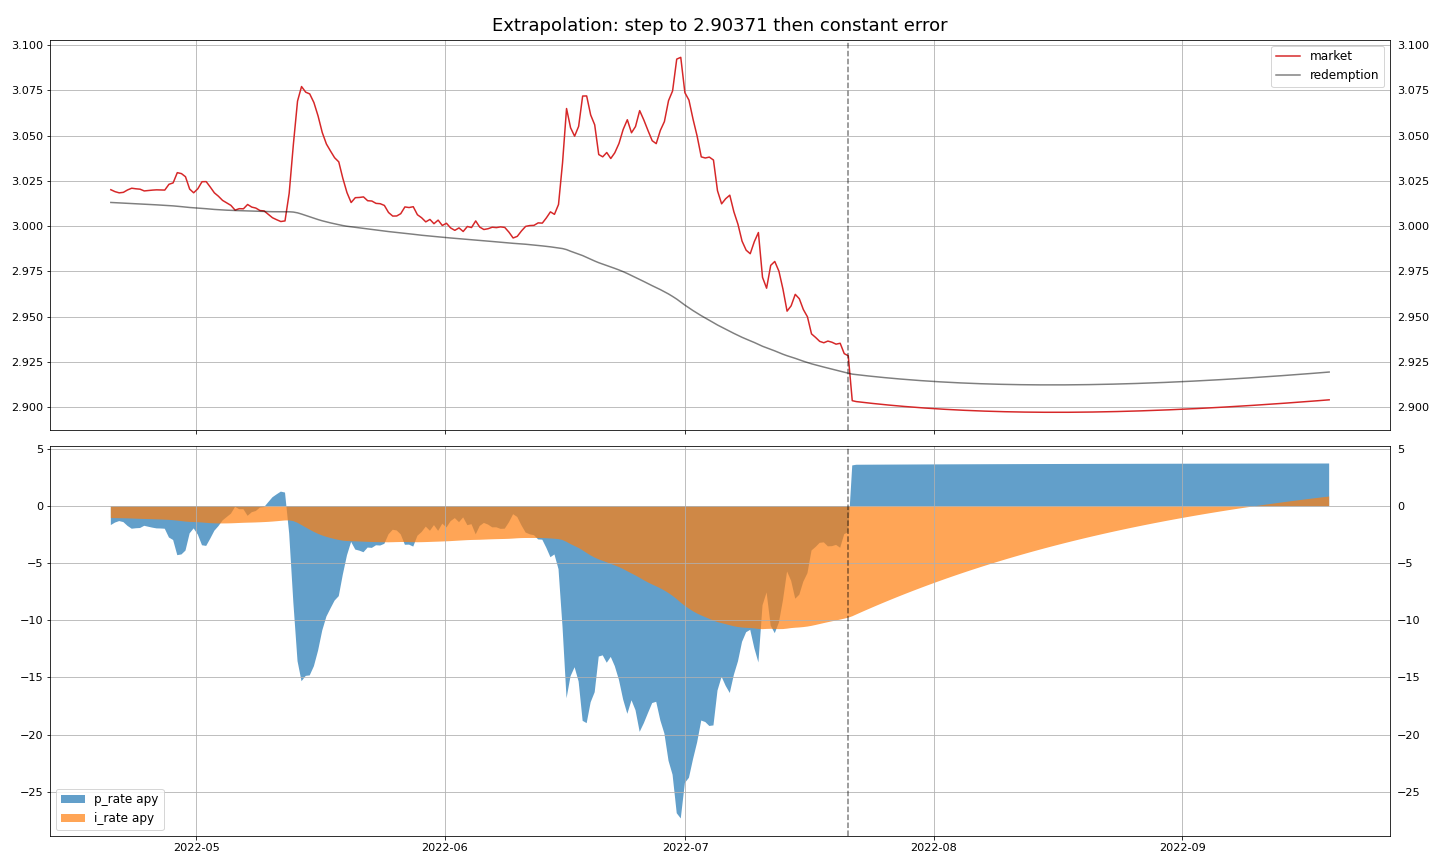 Extrapolation: step to 2.90371 then constant error
3.100 3.100
market
redemption
3.075 3.075
3.050 3.050
3.025 3.025
3.000 3.000
2.975 2.975
2.950 2.950
2.925 2.925
2.900 2.900
5 5
0 0
−5 −5
−10 −10
−15 −15
−20 −20
−25 −25
p_rate apy
i_rate apy
2022-05 2022-06 2022-07 2022-08 2022-09